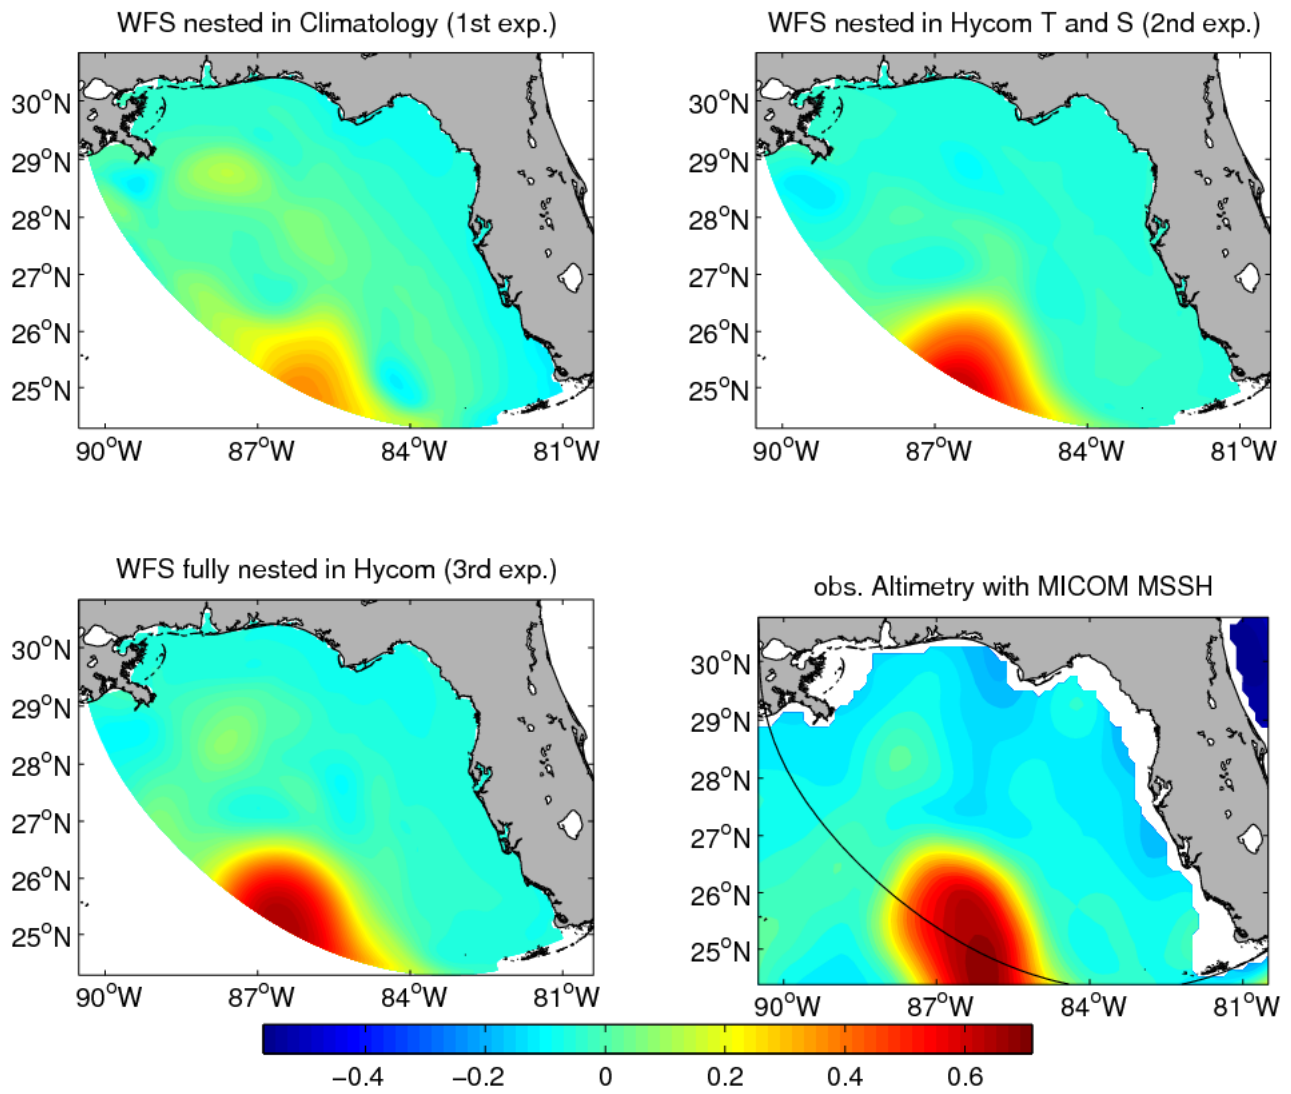 WFS nested in Climatology (1st exp.)
WFS nested in Hycom T and S (2nd exp.)
30°N
29°N
28°N
27°N
26°N
25°N
90°W 87°W 84°W 81°W
30°N
29°N
28°N
27°N
26°N
25°N
90°W 87°W 84°W 81°W
WFS fully nested in Hycom (3rd exp.)
obs. Altimetry with MICOM MSSH
30°N
29°N
28°N
27°N
26°N
25°N
90°W 87°W 84°W 81°W
30°N
29°N
28°N
27°N
26°N
25°N
90°W 87°W 84°W 81°W
−0.4 −0.2 0 0.2 0.4 0.6